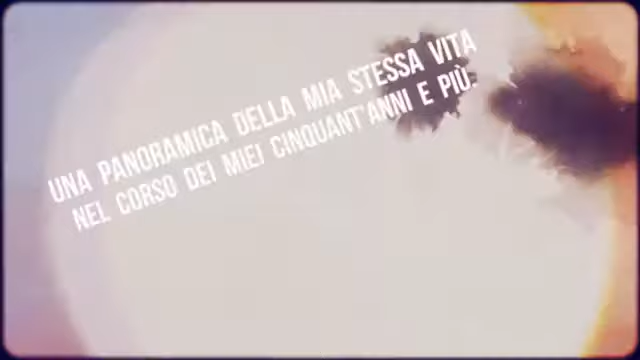 UNA PANORAMICA DELLA MIA STESSA VITA
NEL CORSO DEI MIEI CINQUANT'ANNI E PIÙ.